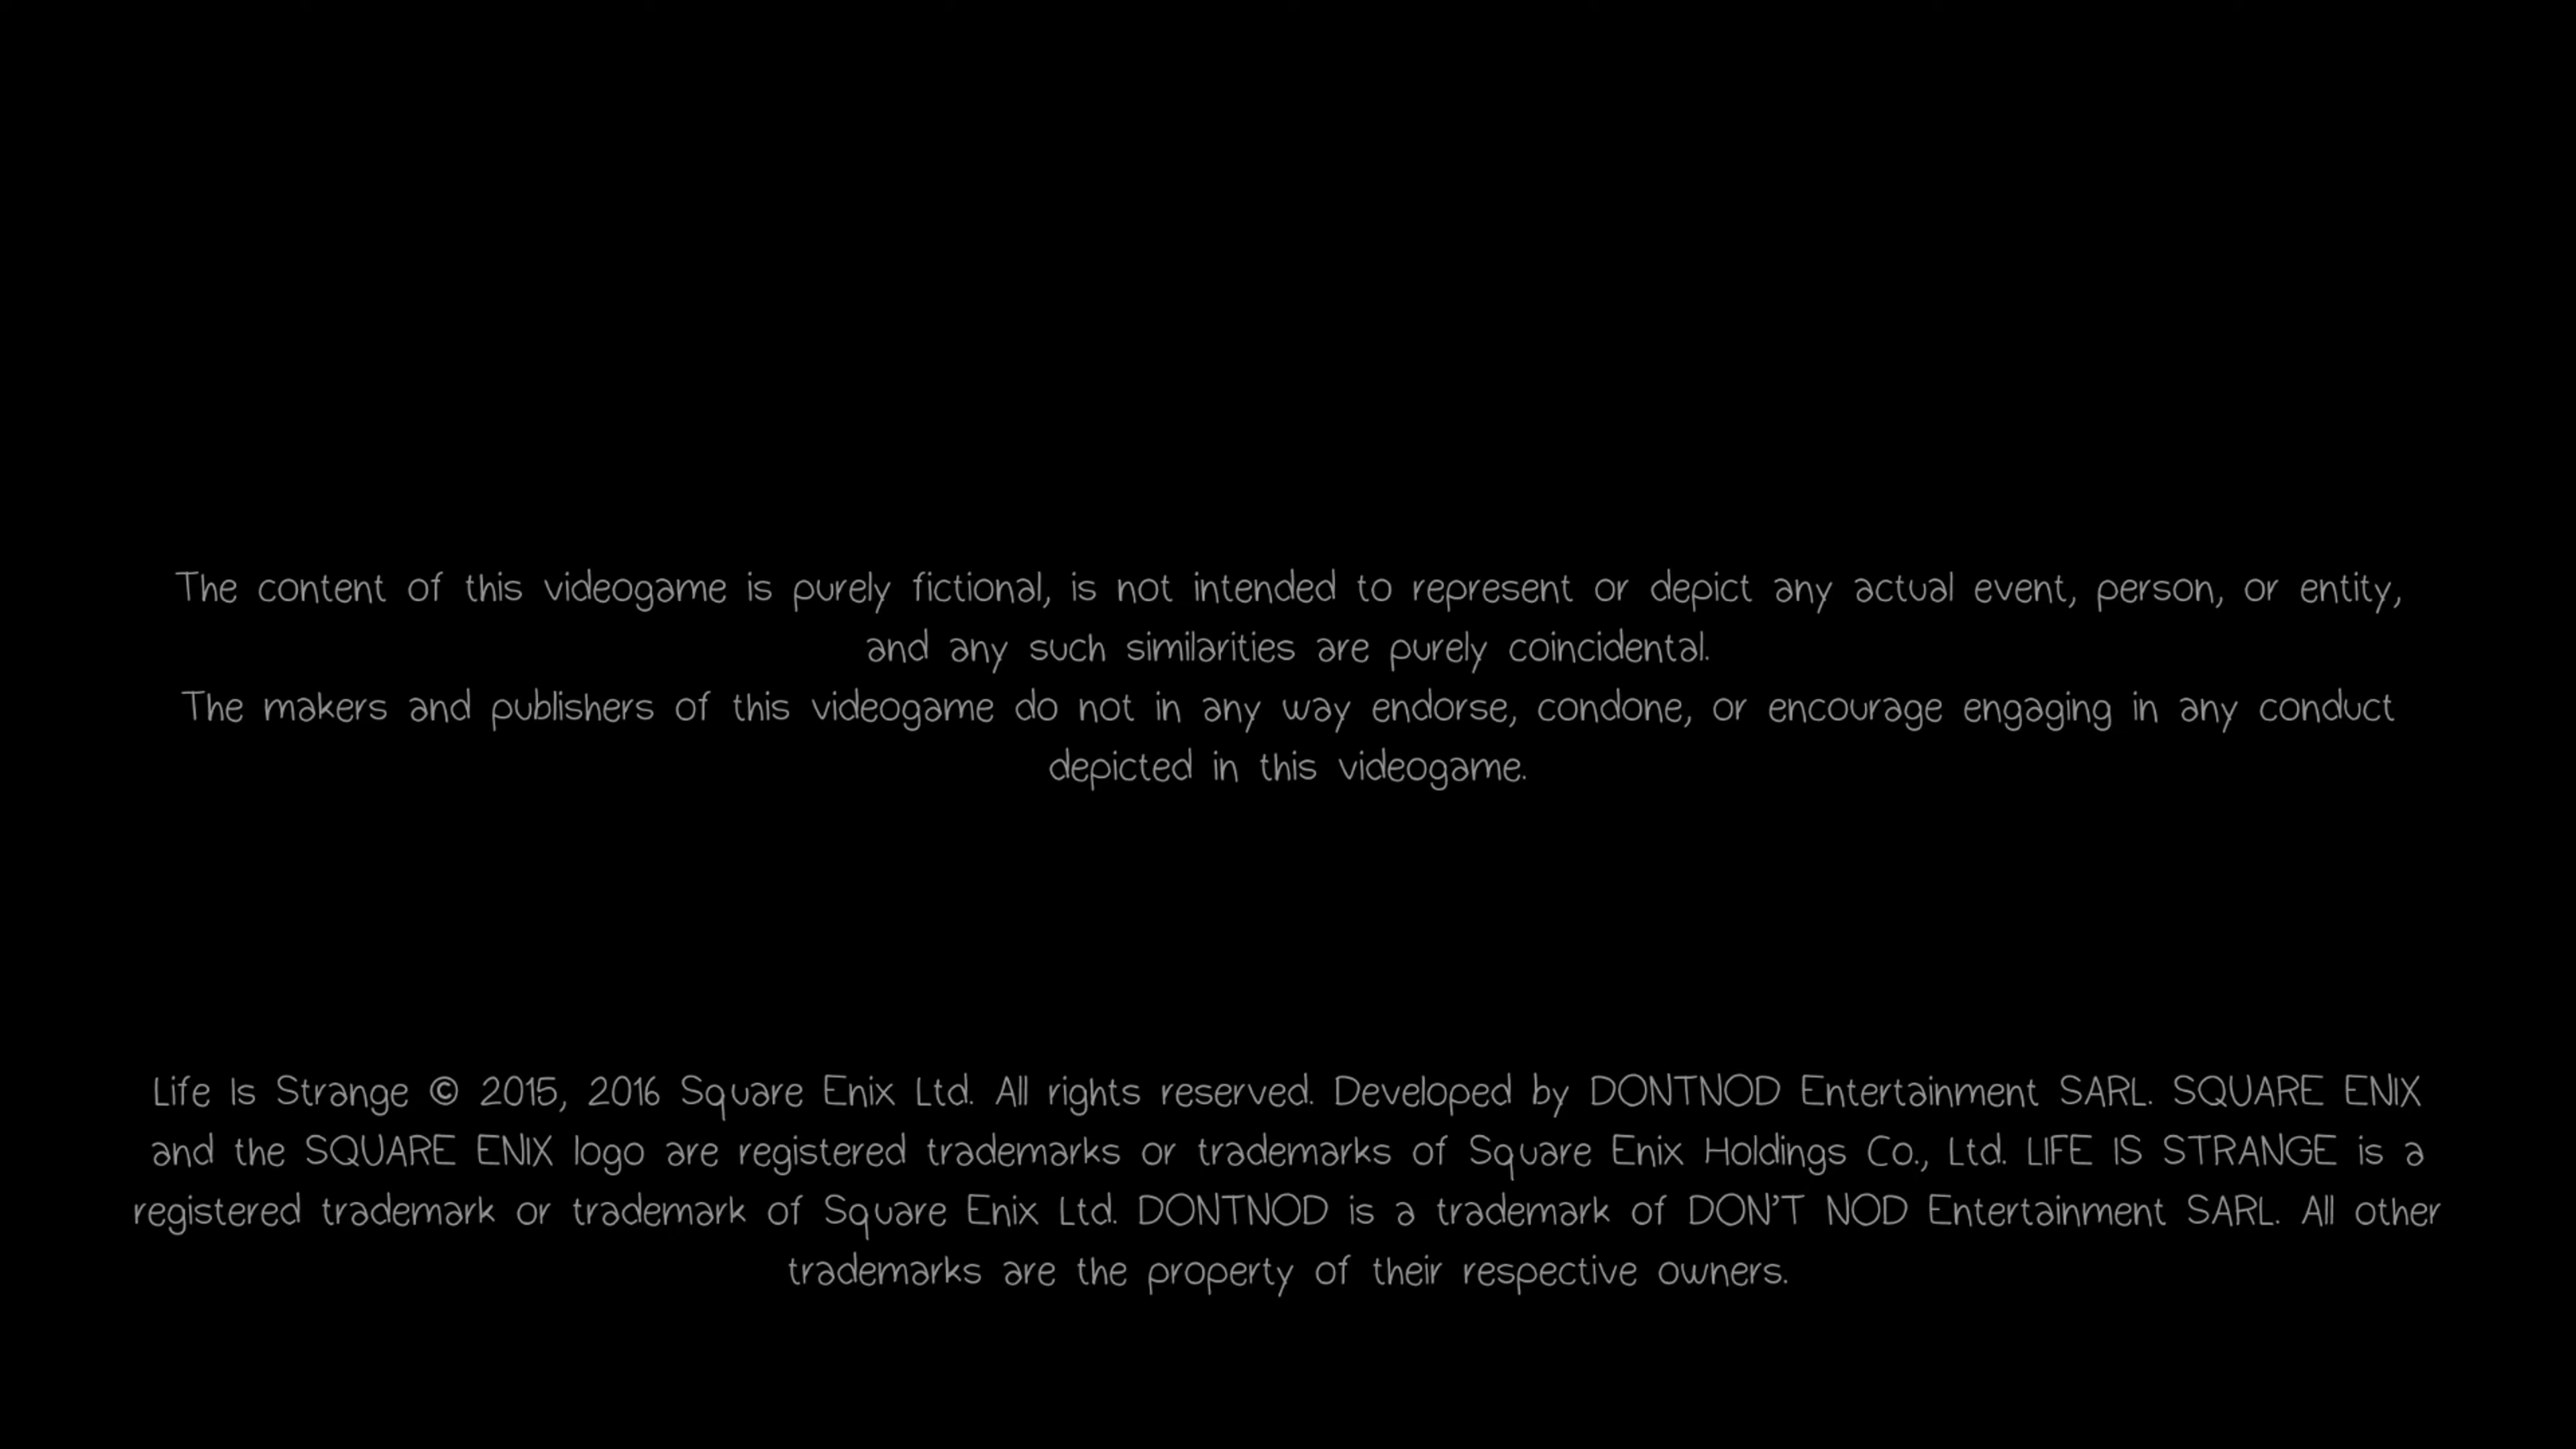 The content of this videogame is purely fictional, is not intended to represent or depict any actual event, person, or entity,
and any such similarities are purely coincidental.
The makers and publishers of this videogame do not in any way endorse, condone, or encourage engaging in any conduct
depicted in this videogame.
Life Is Strange © 2015, 2016 Square Enix Ltd. All rights reserved. Developed by DONTNOD Entertainment SARL. SQUARE ENIX
and the SQUARE ENIX logo are registered trademarks or trademarks of Square Enix Holdings Co., Ltd. LIFE IS STRANGE is a
registered trademark or trademark of Square Enix Ltd. DONTNOD is a trademark of DON'T NOD Entertainment SARL. All other
trademarks are the property of their respective owners.